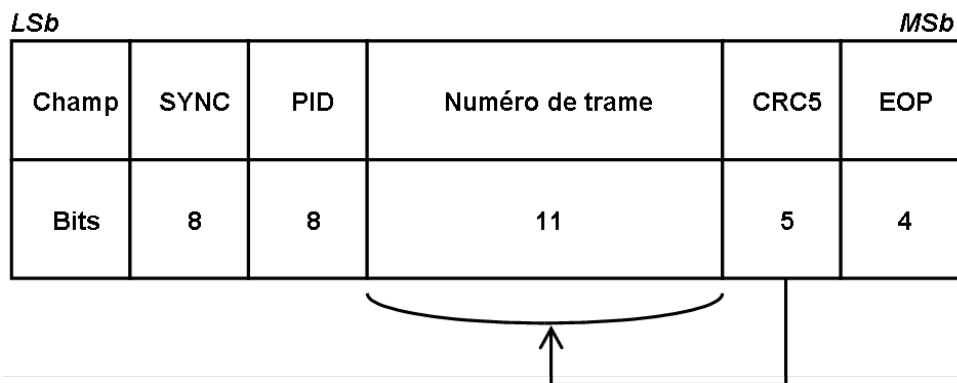 LSb MSb
Champ SYNC PID Numéro de trame CRC5 EOP
Bits 8 8 11 5 4